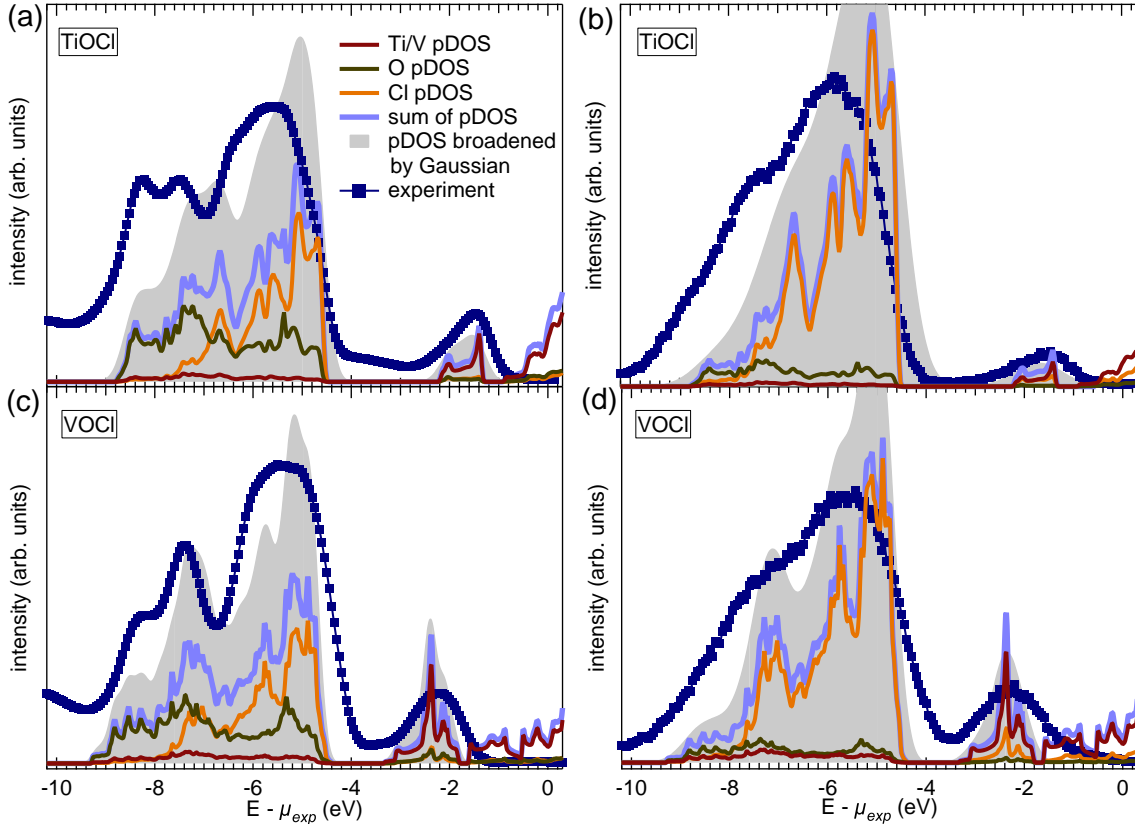 (a)
TiOCl
Ti/V pDOS
O pDOS
Cl pDOS
sum of pDOS
pDOS broadened
by Gaussian
experiment
intensity (arb. units)
(b)
TiOCl
intensity (arb. units)
(c)
VOCl
intensity (arb. units)
-10 -8 -6 -4 -2 0
E - μexp (eV)
(d)
VOCl
intensity (arb. units)
-10 -8 -6 -4 -2 0
E - μexp (eV)